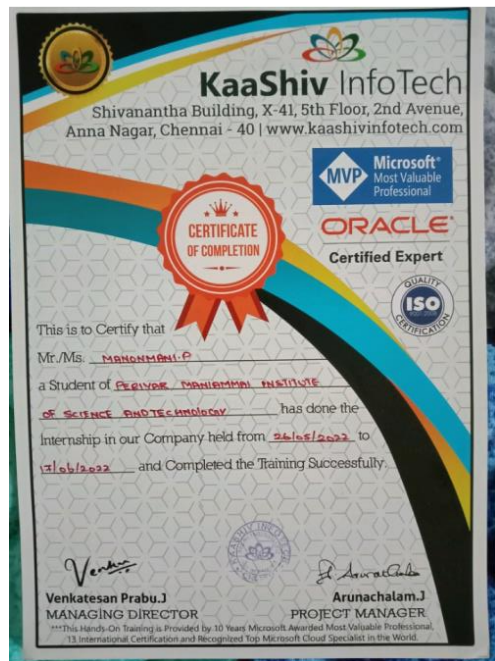 KaaShiv InfoTech
Shivanantha Building, X-41, 5th Floor, 2nd Avenue,
Anna Nagar, Chennai - 40 | www.kaashivinfotech.com
MVP
Microsoft®
Most Valuable
Professional
ORACLE
Certified Expert
CERTIFICATE
OF COMPLETION
QUALITY
ISO
CERTIFICATION
This is to Certify that
Mr./Ms. MANONMANI.P
a Student of PERIYAR MANIAMMAI INSTITUTE
OF SCIENCE AND TECHNOLOGY has done the
Internship in our Company held from 26/05/2022 to
17/06/2022 and Completed the Training Successfully.
Venkatesan Prabu.J
MANAGING DIRECTOR
Arunachalam.J
PROJECT MANAGER
***This Hands-On Training is Provided by 10 Years Microsoft Awarded Most Valuable Professional,
13 International Certification and Recognized Top Microsoft Cloud Specialist in the World.